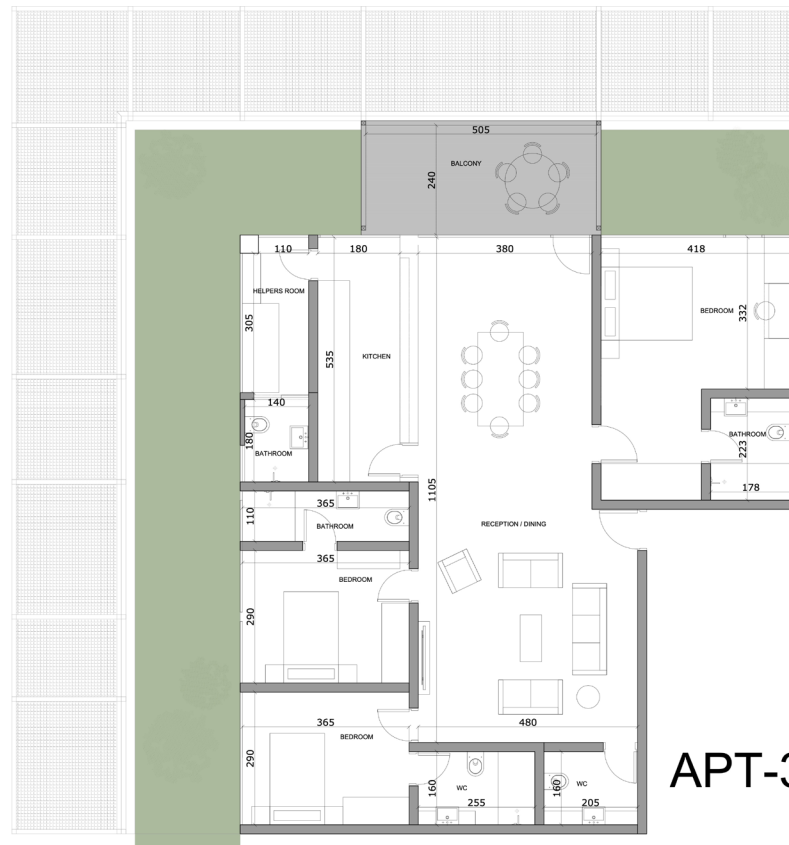 505
BALCONY
240
110
180
380
418
HELPERS ROOM
305
BEDROOM
332
535
KITCHEN
140
180
BATHROOM
BATHROOM
223
178
365
110
BATHROOM
1105
RECEPTION / DINING
365
BEDROOM
290
365
BEDROOM
480
290
160
WC
255
160
WC
205
APT-3